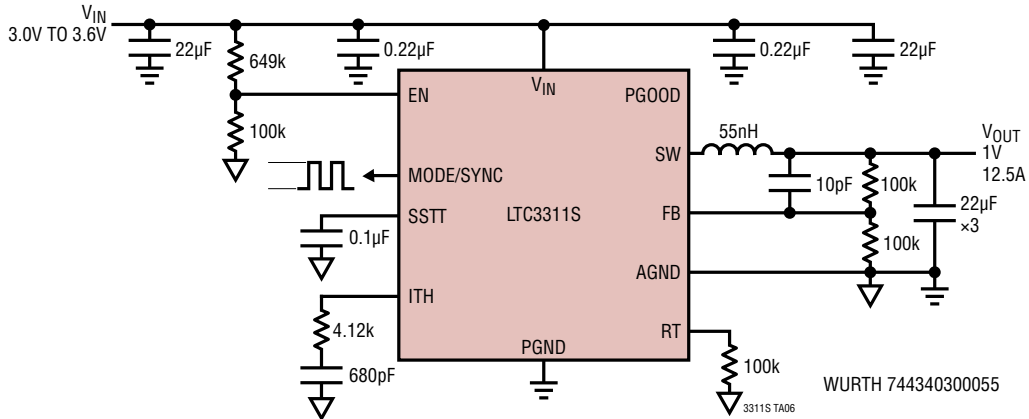 VIN
3.0V TO 3.6V
22µF
649k
0.22µF
0.22µF
22µF
100k
EN
VIN
PGOOD
55nH
VOUT
1V
12.5A
SW
MODE/SYNC
10pF
100k
22µF
×3
SSTT
LTC3311S
FB
0.1µF
100k
AGND
ITH
4.12k
RT
680pF
PGND
100k
WURTH 744340300055
3311S TA06